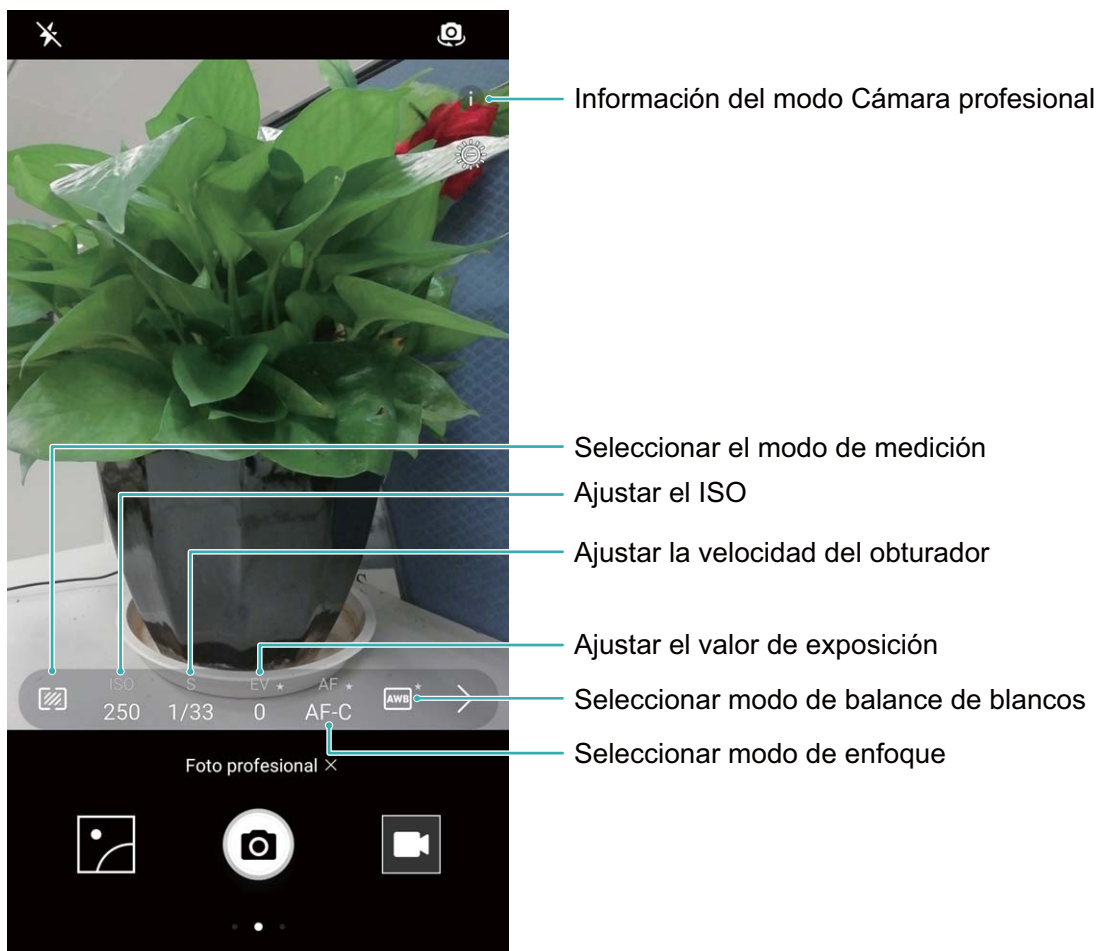 i
Información del modo Cámara profesional
Seleccionar el modo de medición
Ajustar el ISO
Ajustar la velocidad del obturador
Ajustar el valor de exposición
Seleccionar modo de balance de blancos
Seleccionar modo de enfoque
ISO S EV AF
250 1/33 0 AF-C AWB
Foto profesional ×